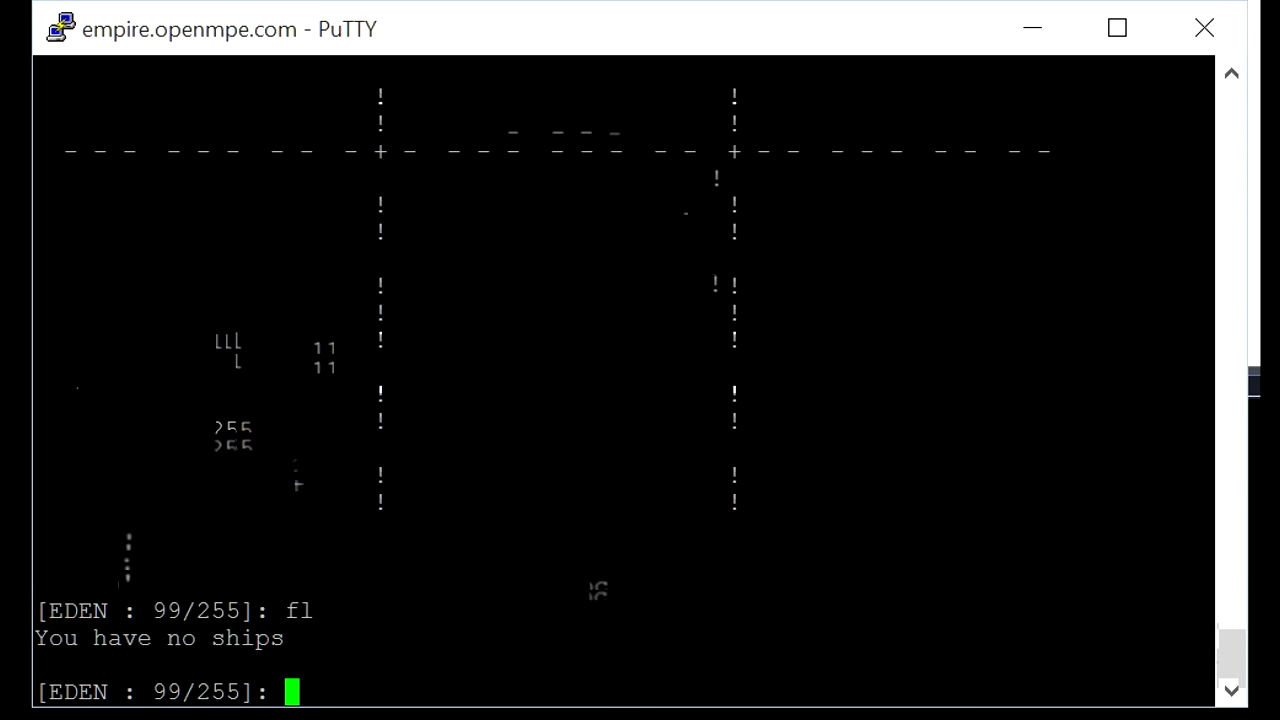 empire.openmpe.com - PuTTY
!                !
!                !
- - -  - - -  - -  - + -  - - -  - - -  - -  + - -  - - -  - -  - -
!                !
!                !
!                !
!                !
!                !
!                !
!                !
!                !
!                !
[EDEN : 99/255]: fl
You have no ships
[EDEN : 99/255]: